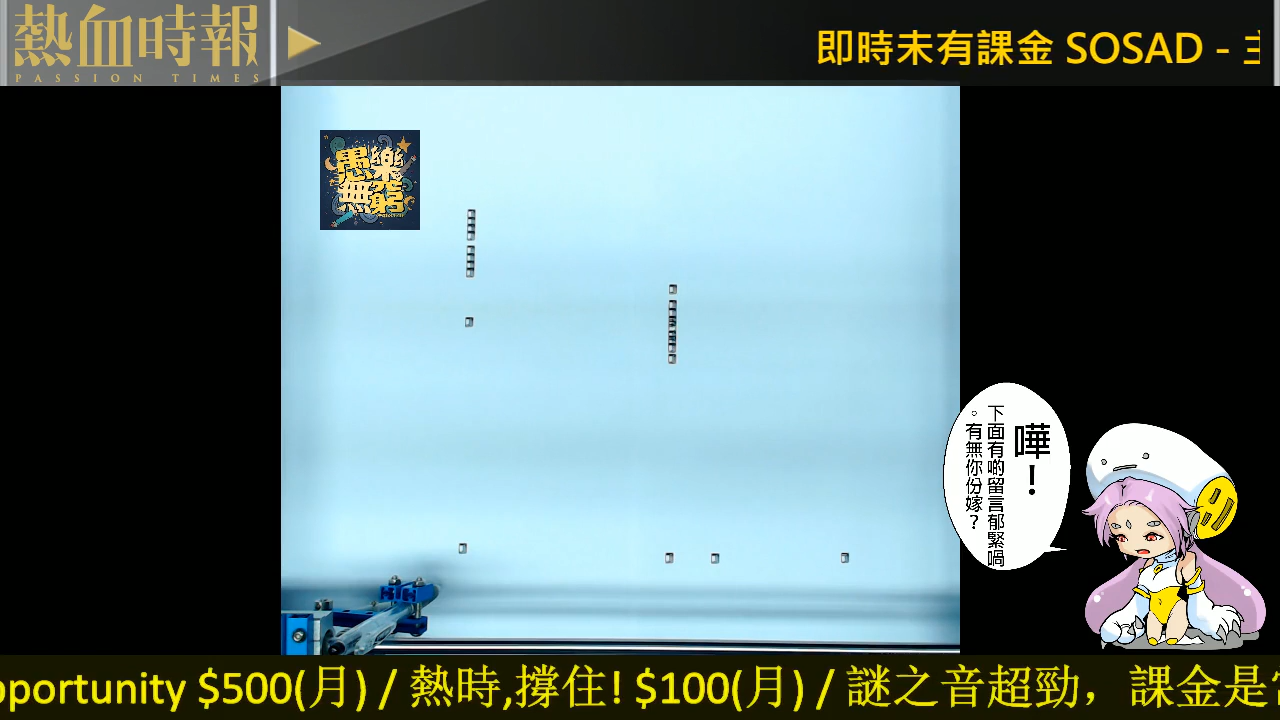 熱血時報
PASSION TIMES
即時未有課金 SOSAD -
愚樂
無窮
嘩！
下面有啲留言郁緊喎
。有無你份嫁？
pportunity $500(月) / 熱時,撐住! $100(月) / 謎之音超勁，課金是